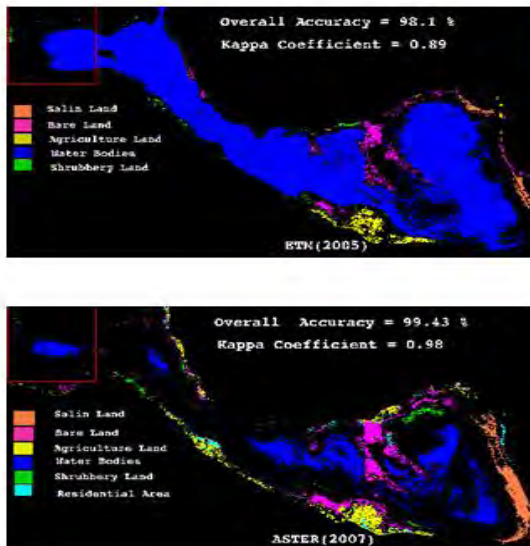 Overall Accuracy = 98.1 %
Kappa Coefficient = 0.89
Salin Land
Bare Land
Agriculture Land
Water Bodies
Shrubbery Land
ETM(2005)
Overall Accuracy = 99.43 %
Kappa Coefficient = 0.98
Salin Land
Bare Land
Agriculture Land
Water Bodies
Shrubbery Land
Residential Area
ASTER(2007)